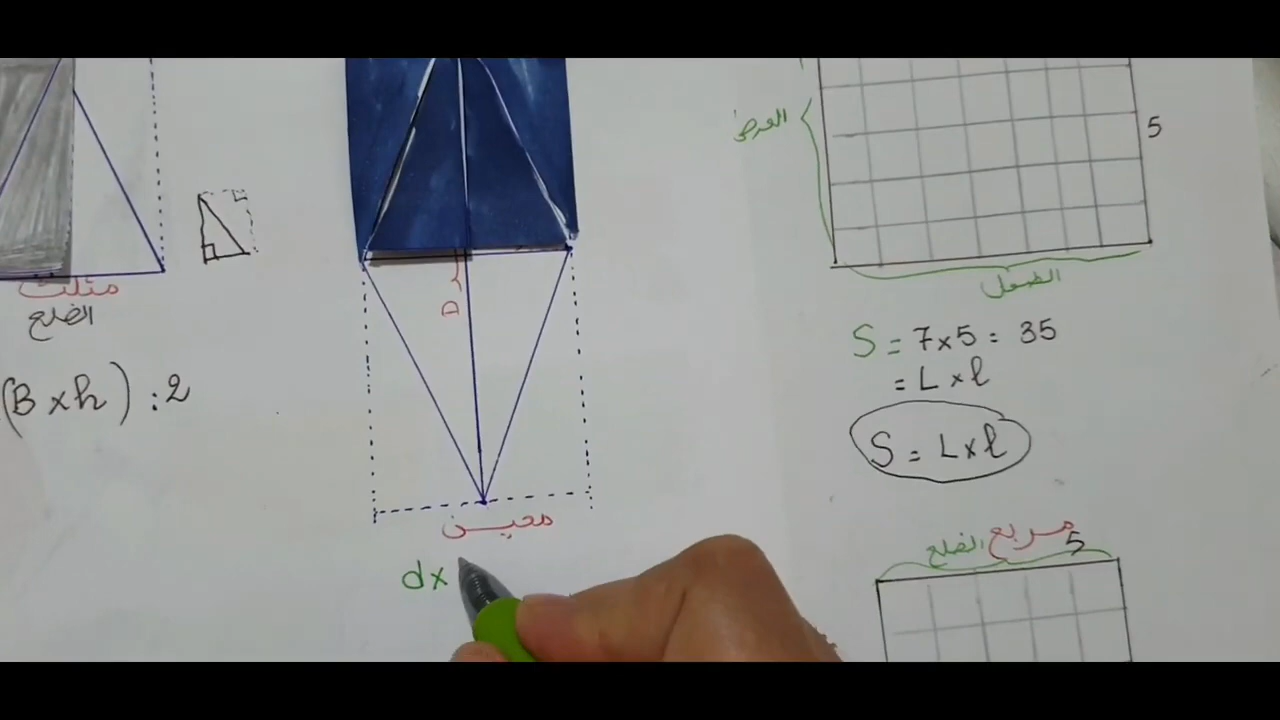 العرض
5
الطول
مثلث
الضلع
(B x h) : 2
D
معين
d x
S = 7 x 5 = 35
= L x l
S = L x l
مربع
الضلع
5